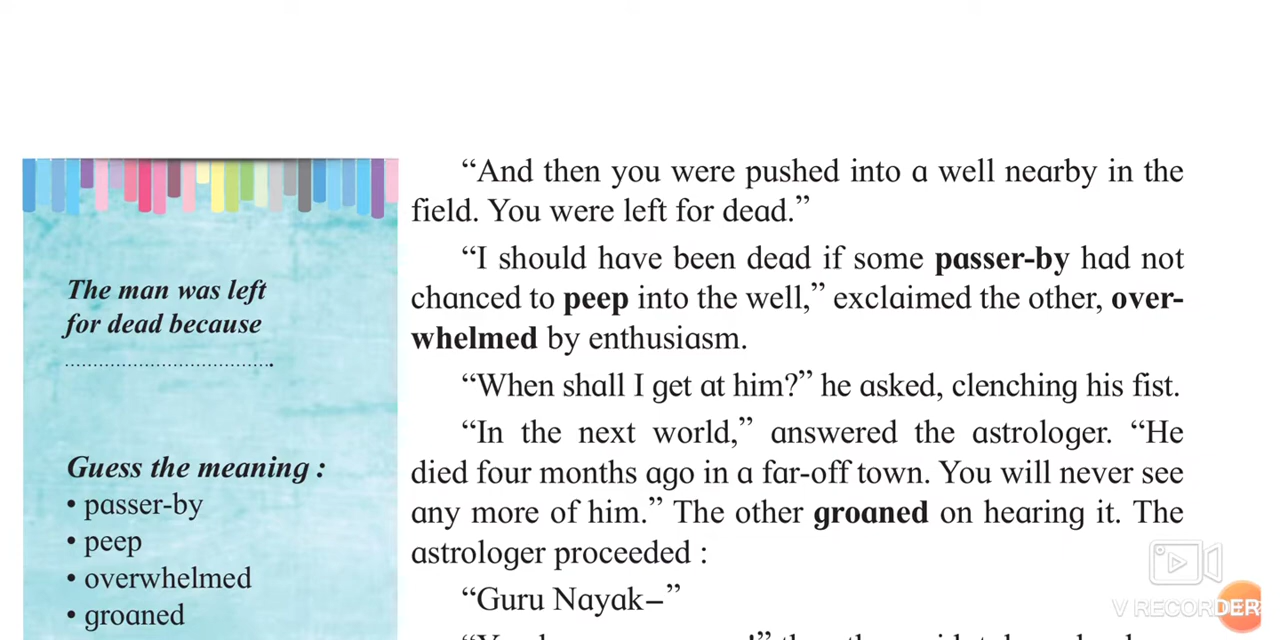 “And then you were pushed into a well nearby in the
field. You were left for dead.”
“I should have been dead if some passer-by had not
chanced to peep into the well,” exclaimed the other, over-
whelmed by enthusiasm.
“When shall I get at him?” he asked, clenching his fist.
“In the next world,” answered the astrologer. “He
died four months ago in a far-off town. You will never see
any more of him.” The other groaned on hearing it. The
astrologer proceeded :
“Guru Nayak–”
The man was left
for dead because
....................................
Guess the meaning :
• passer-by
• peep
• overwhelmed
• groaned
V RECORDER